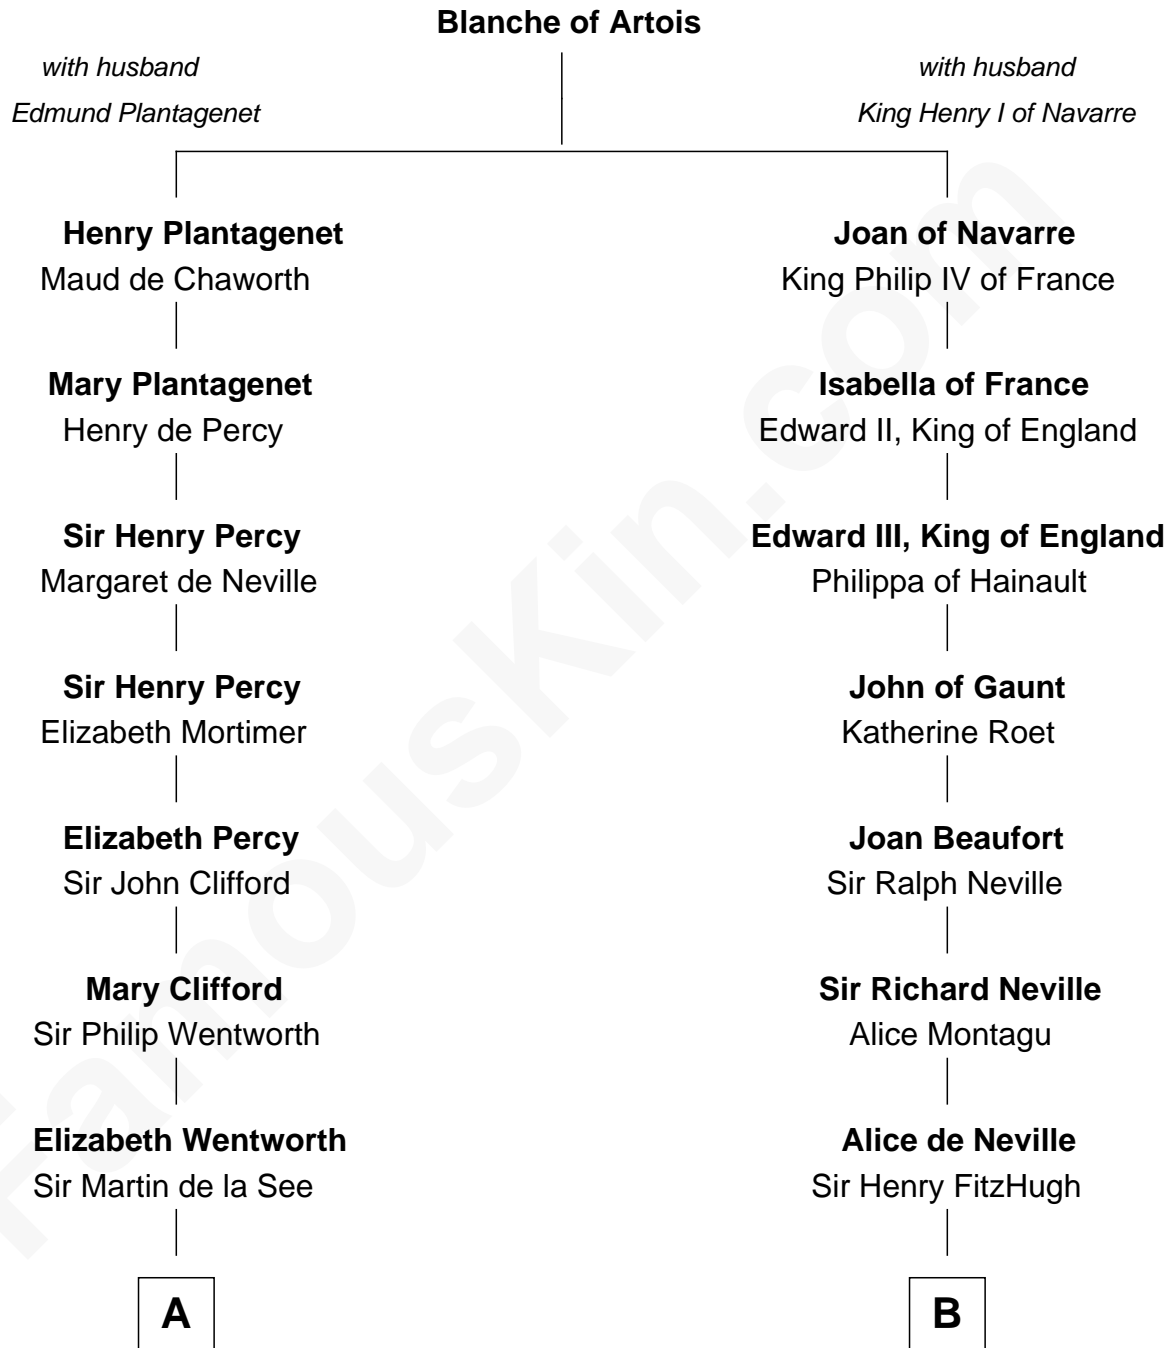 Blanche of Artois
with husband
Edmund Plantagenet
with husband
King Henry I of Navarre
Henry Plantagenet
Maud de Chaworth
Joan of Navarre
King Philip IV of France
Mary Plantagenet
Henry de Percy
Isabella of France
Edward II, King of England
Sir Henry Percy
Margaret de Neville
Edward III, King of England
Philippa of Hainault
Sir Henry Percy
Elizabeth Mortimer
John of Gaunt
Katherine Roet
Elizabeth Percy
Sir John Clifford
Joan Beaufort
Sir Ralph Neville
Mary Clifford
Sir Philip Wentworth
Sir Richard Neville
Alice Montagu
Elizabeth Wentworth
Sir Martin de la See
Alice de Neville
Sir Henry FitzHugh
A
B
FamousKin.com